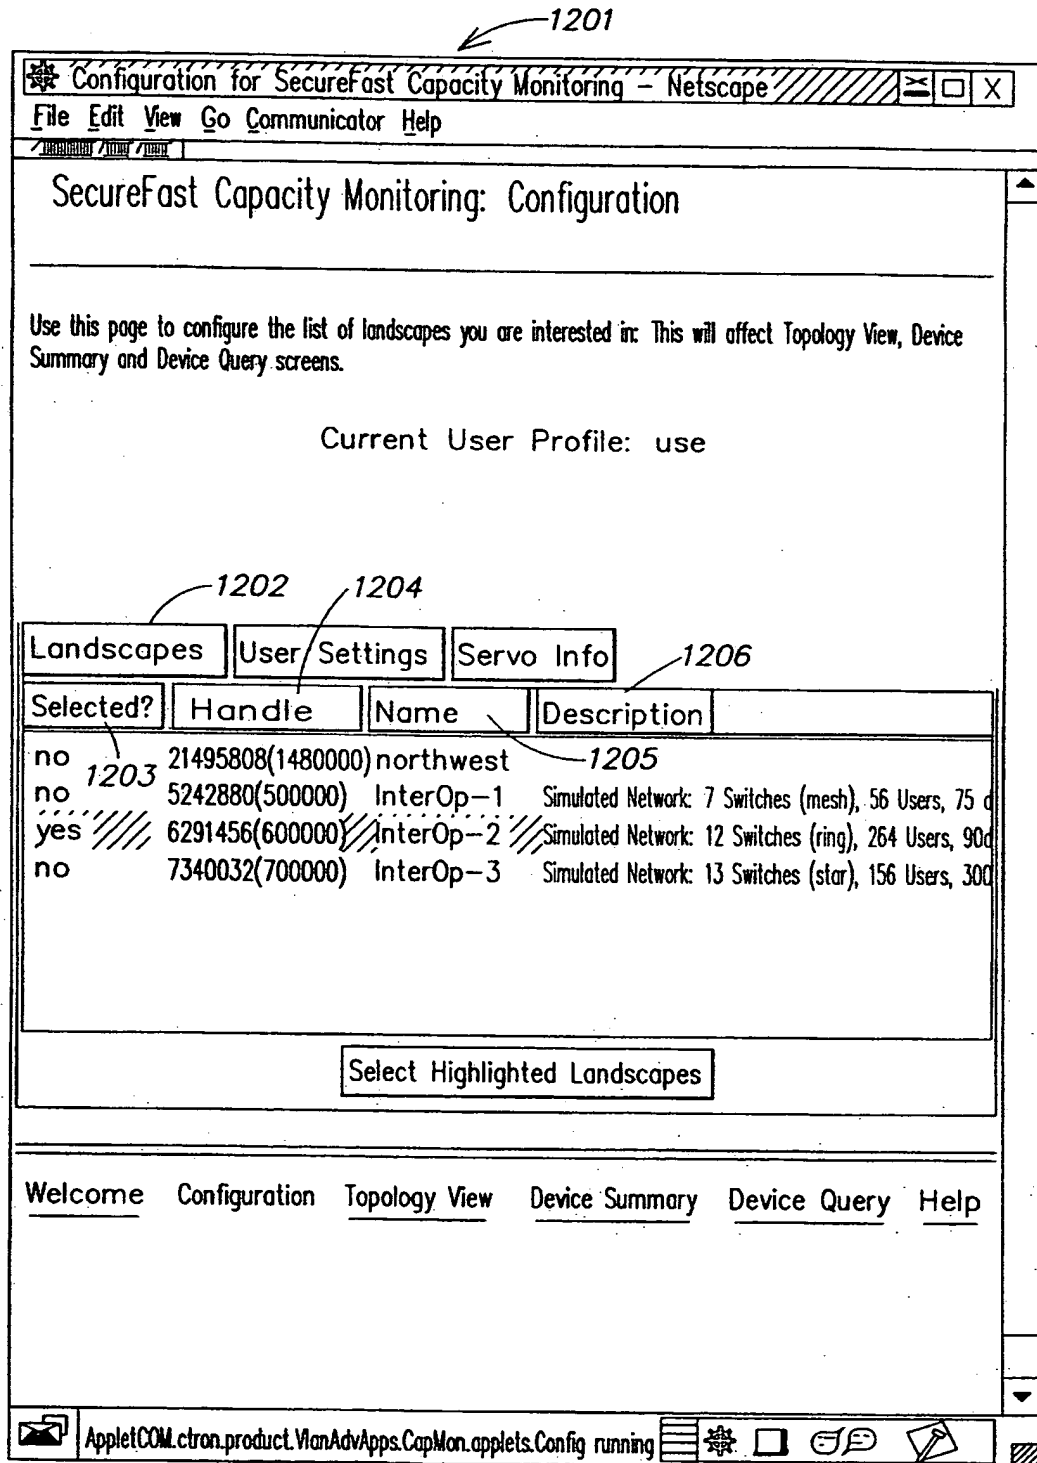 1201
Configuration for SecureFast Capacity Monitoring - Netscape X
File Edit View Go Communicator Help
SecureFast Capacity Monitoring: Configuration
Use this page to configure the list of landscapes you are interested in: This will affect Topology View, Device
Summary and Device Query screens.
Current User Profile: use
1202 1204
Landscapes User Settings Servo Info 1206
Selected? Handle Name Description
no 21495808(1480000) northwest 1205
1203
no 5242880(500000) InterOp-1 Simulated Network: 7 Switches (mesh), 56 Users, 75 d
yes 6291456(600000) InterOp-2 Simulated Network: 12 Switches (ring), 264 Users, 90d
no 7340032(700000) InterOp-3 Simulated Network: 13 Switches (star), 156 Users, 300
Select Highlighted Landscapes
Welcome Configuration Topology View Device Summary Device Query Help
AppletCOM.ctron.product.VlanAdvApps.CapMon.applets.Config running